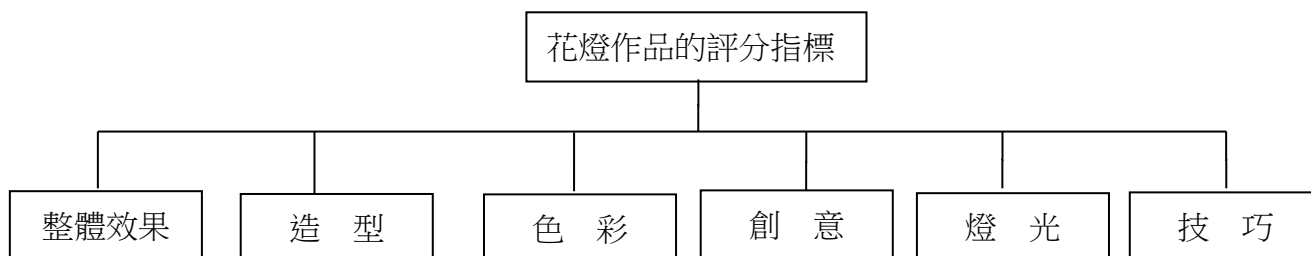 花燈作品的評分指標
整體效果
造 型
色 彩
創 意
燈 光
技 巧